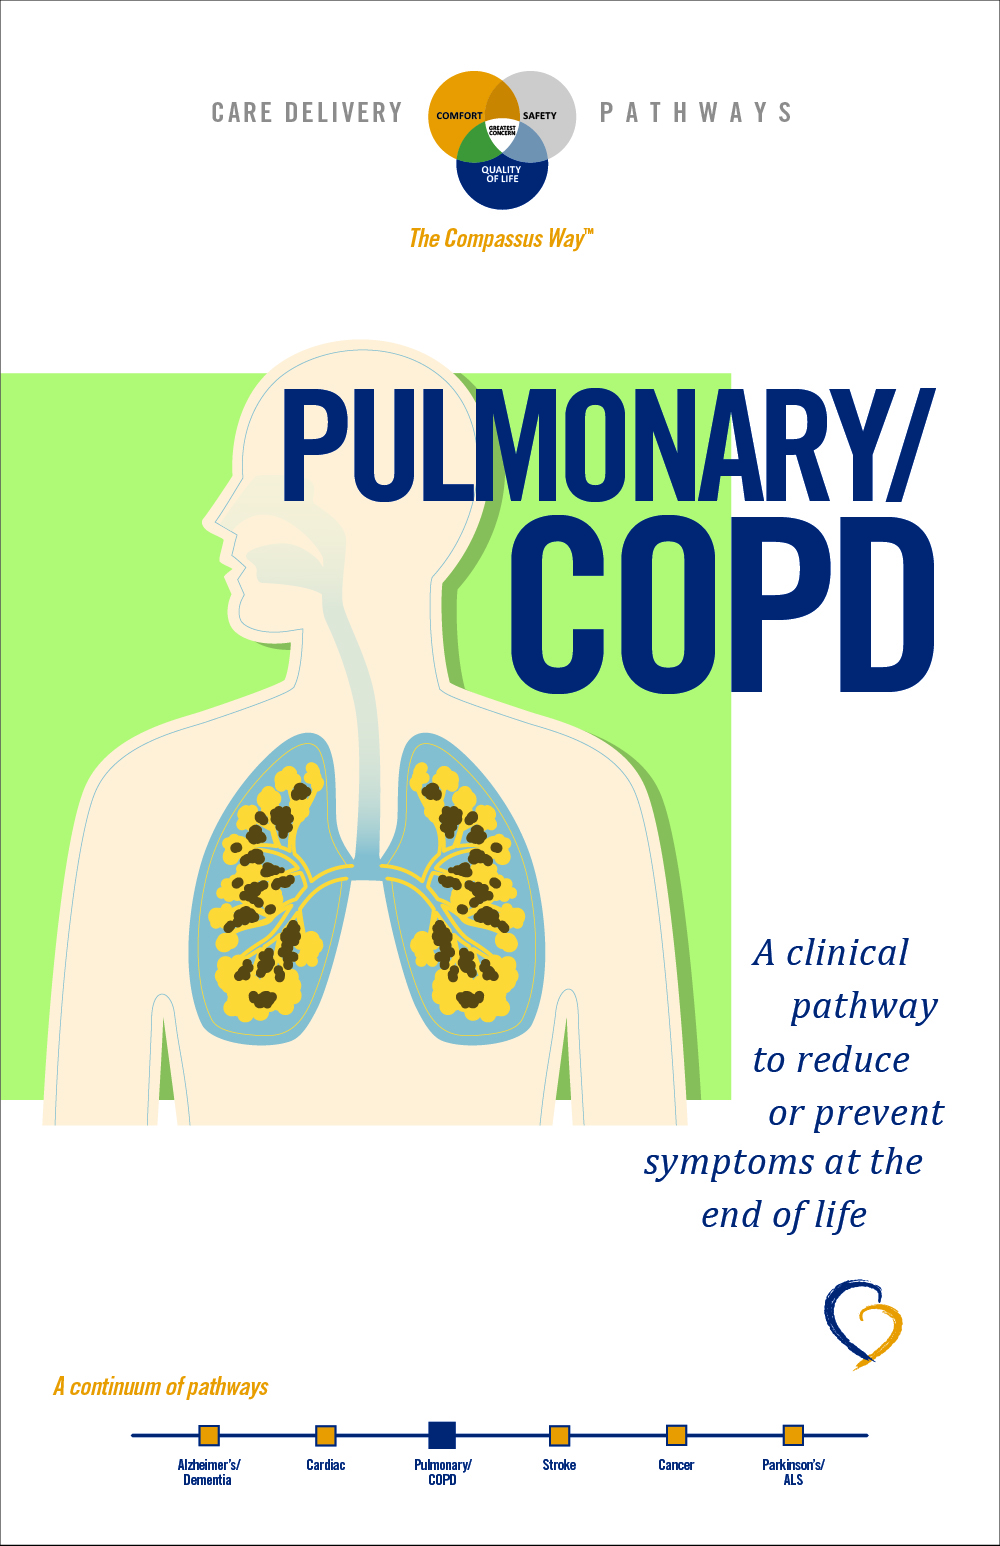 CARE DELIVERY
PATHWAYS
COMFORT
SAFETY
GREATEST
CONCERN
QUALITY
OF LIFE
The Compassus Way™
PULMONARY/
COPD
A clinical
pathway
to reduce
or prevent
symptoms at the
end of life
A continuum of pathways
Alzheimer's/
Dementia
Cardiac
Pulmonary/
COPD
Stroke
Cancer
Parkinson's/
ALS